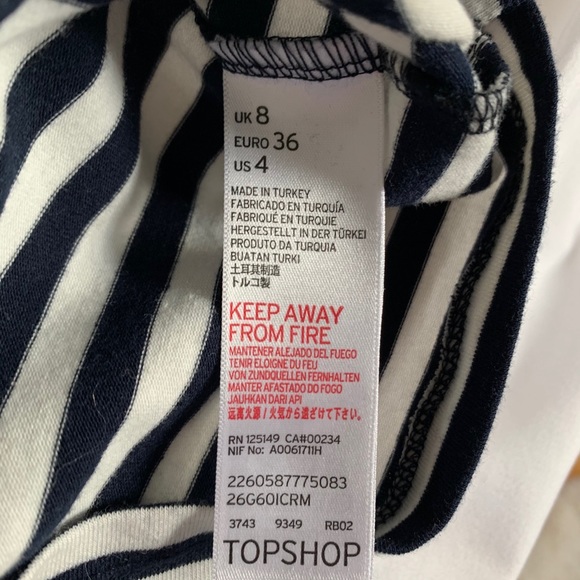 UK 8
EURO 36
US 4
MADE IN TURKEY
FABRICADO EN TURQUÍA
FABRIQUÉ EN TURQUIE
HERGESTELLT IN DER TÜRKEI
PRODUTO DA TURQUIA
BUATAN TURKI
土耳其制造
トルコ製
KEEP AWAY
FROM FIRE
MANTENER ALEJADO DEL FUEGO
TENIR ELOIGNE DU FEU
VON ZUNDQUELLEN FERNHALTEN
MANTER AFASTADO DO FOGO
JAUHKAN DARI API
远离火源 / 火気から遠ざけて下さい。
RN 125149 CA#00234
NIF No: A0061711H
2260587775083
26G60ICRM
3743 9349 RB02
TOPSHOP